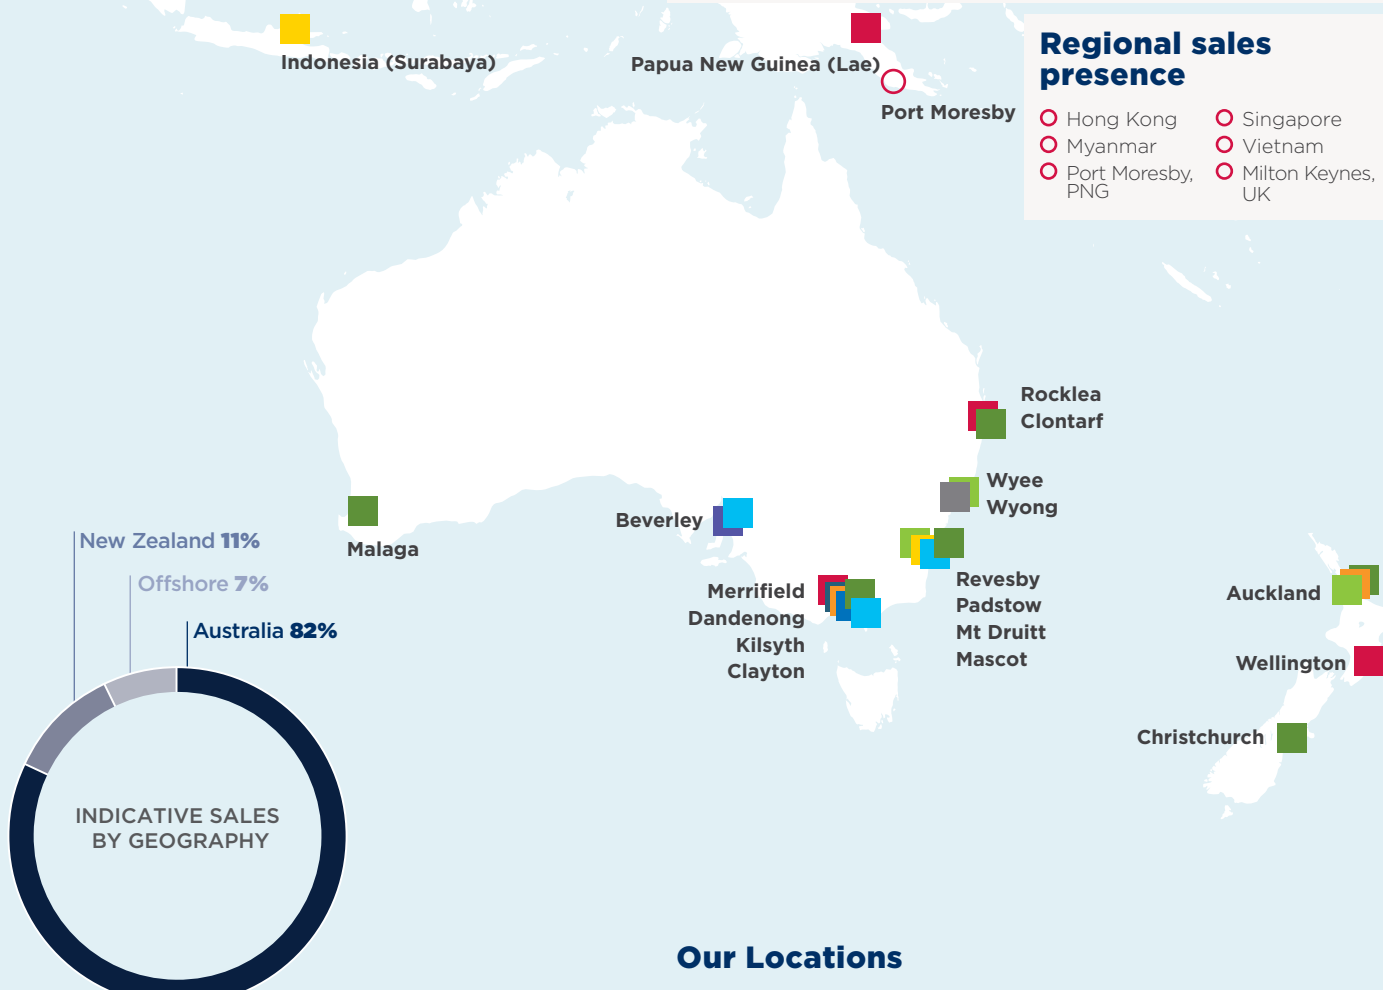 Indonesia (Surabaya)
Papua New Guinea (Lae)
Port Moresby
Regional sales
presence
Hong Kong
Myanmar
Port Moresby,
PNG
Singapore
Vietnam
Milton Keynes,
UK
Rocklea
Clontarf
Wyee
Wyong
Beverley
Malaga
Merrifield
Dandenong
Kilsyth
Clayton
Revesby
Padstow
Mt Druitt
Mascot
Auckland
Wellington
Christchurch
New Zealand 11%
Offshore 7%
Australia 82%
INDICATIVE SALES
BY GEOGRAPHY
Our Locations